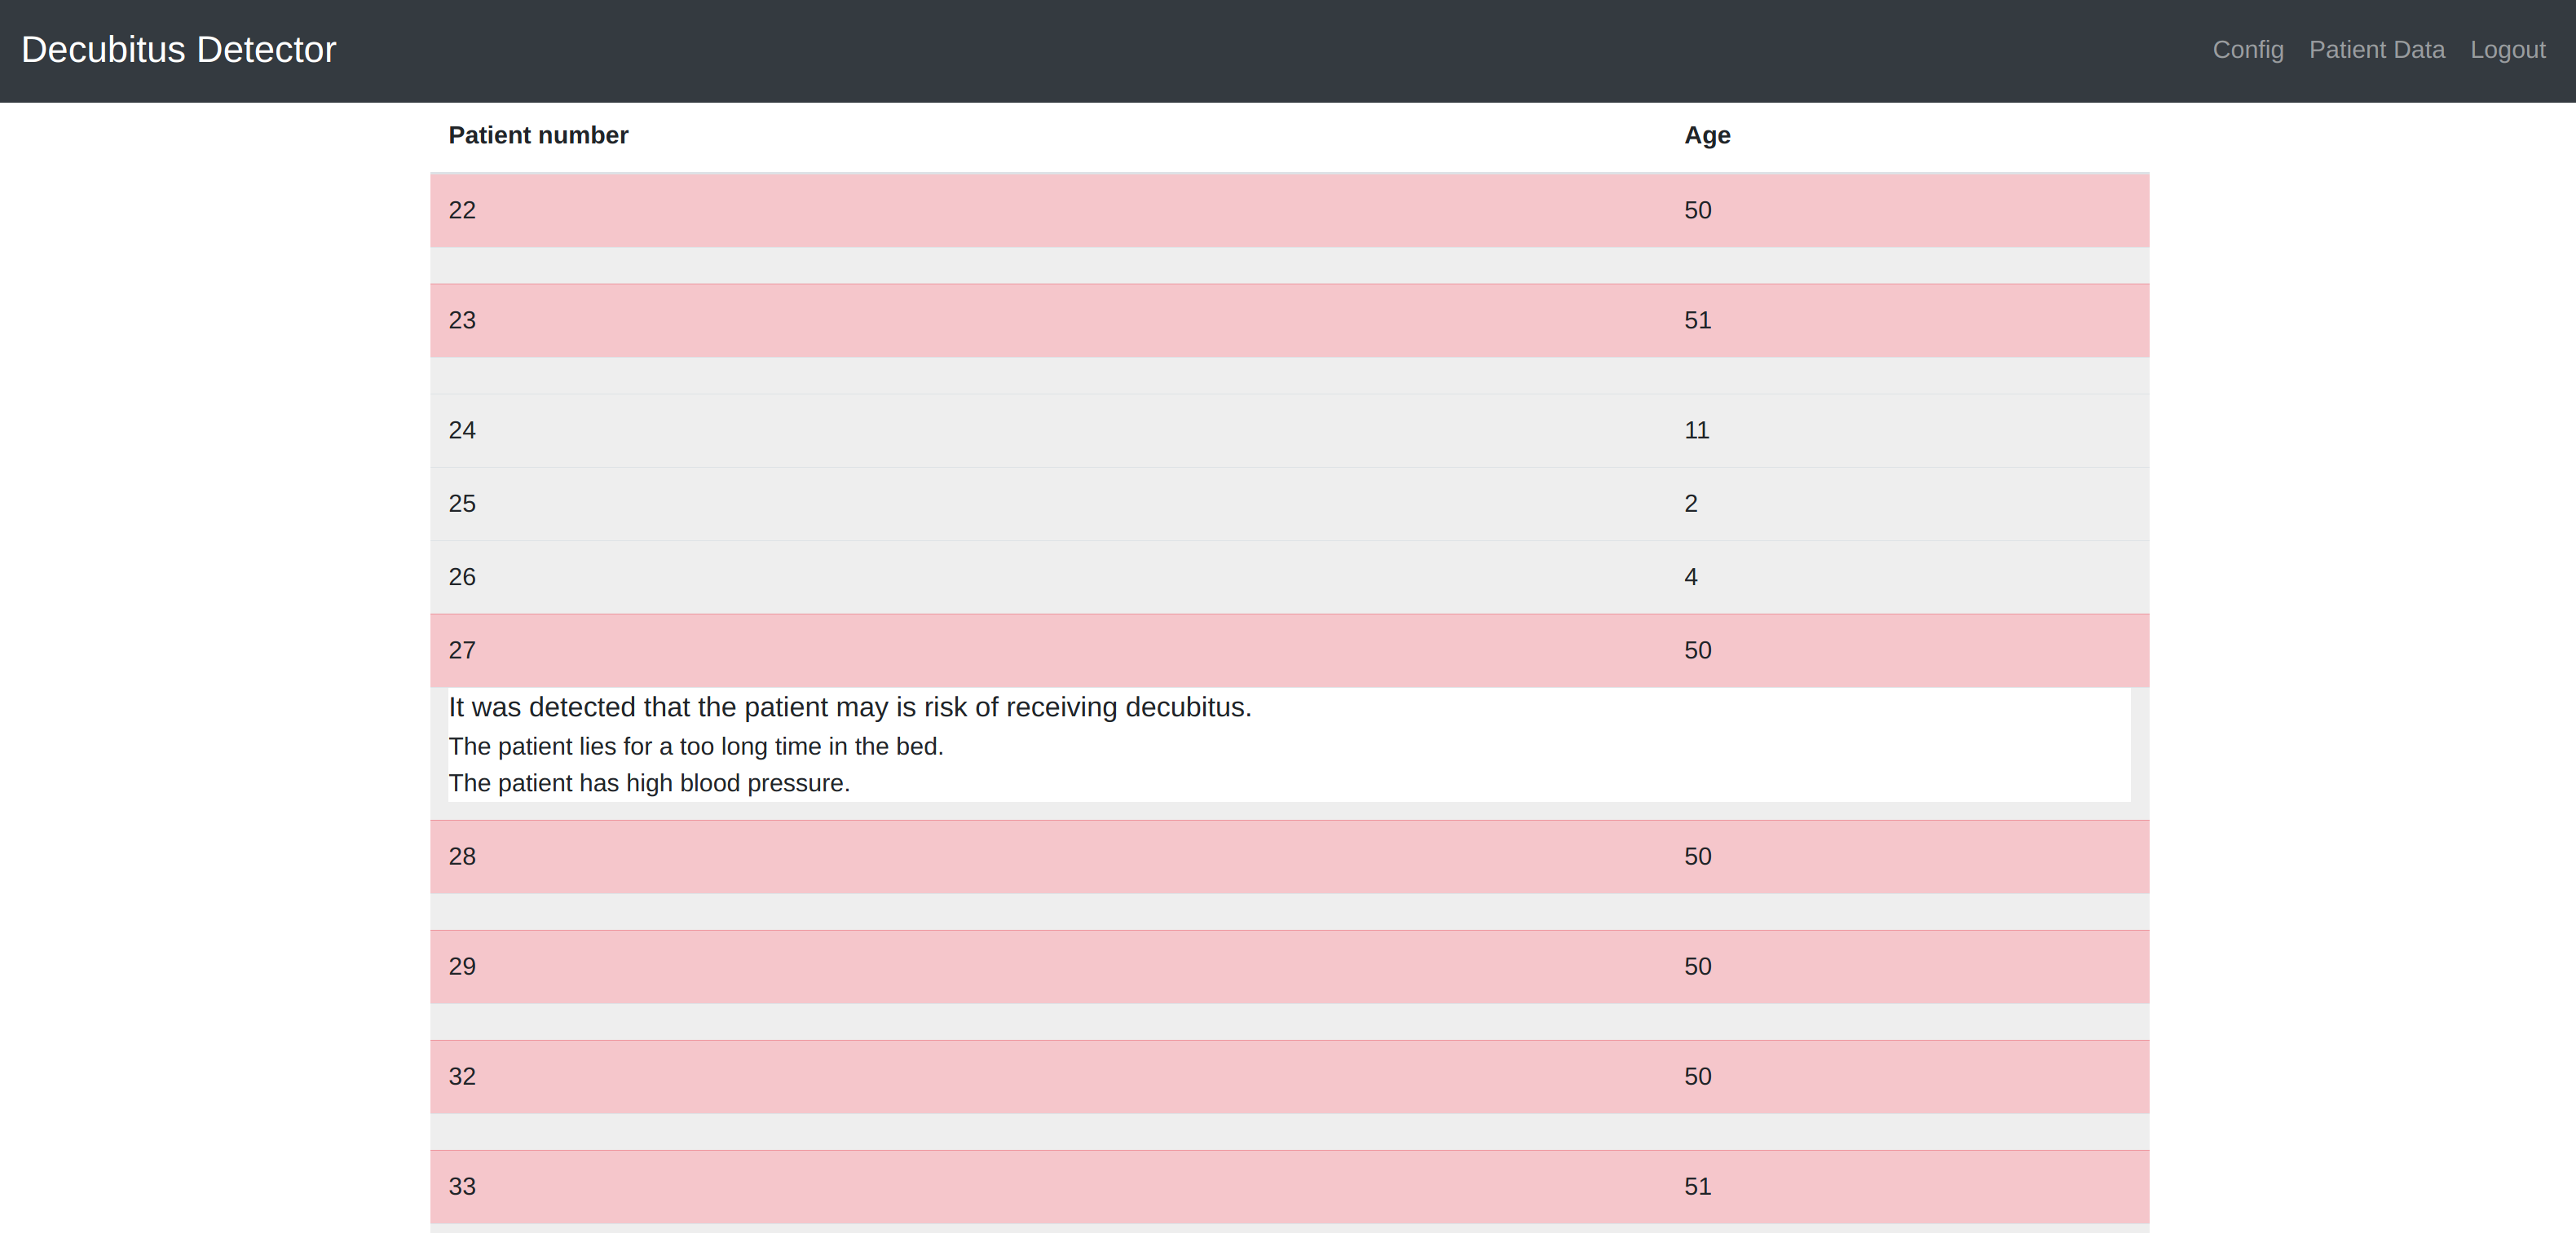 Decubitus Detector
Config Patient Data Logout
Patient number Age
22 50
23 51
24 11
25 2
26 4
27 50
It was detected that the patient may is risk of receiving decubitus.
The patient lies for a too long time in the bed.
The patient has high blood pressure.
28 50
29 50
32 50
33 51